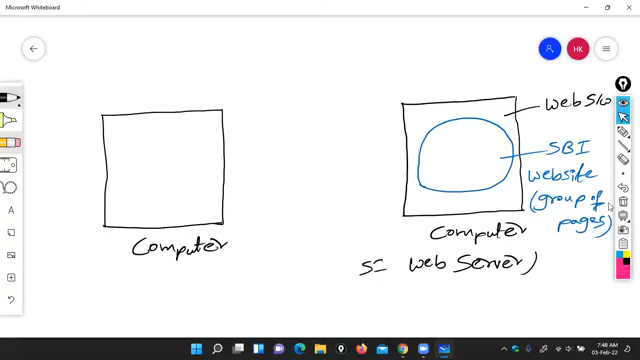 Microsoft Whiteboard
HK
web S/w
SBI
website
(group of
pages)
Computer
Computer
web Server)
7:48 AM
03-Feb-22